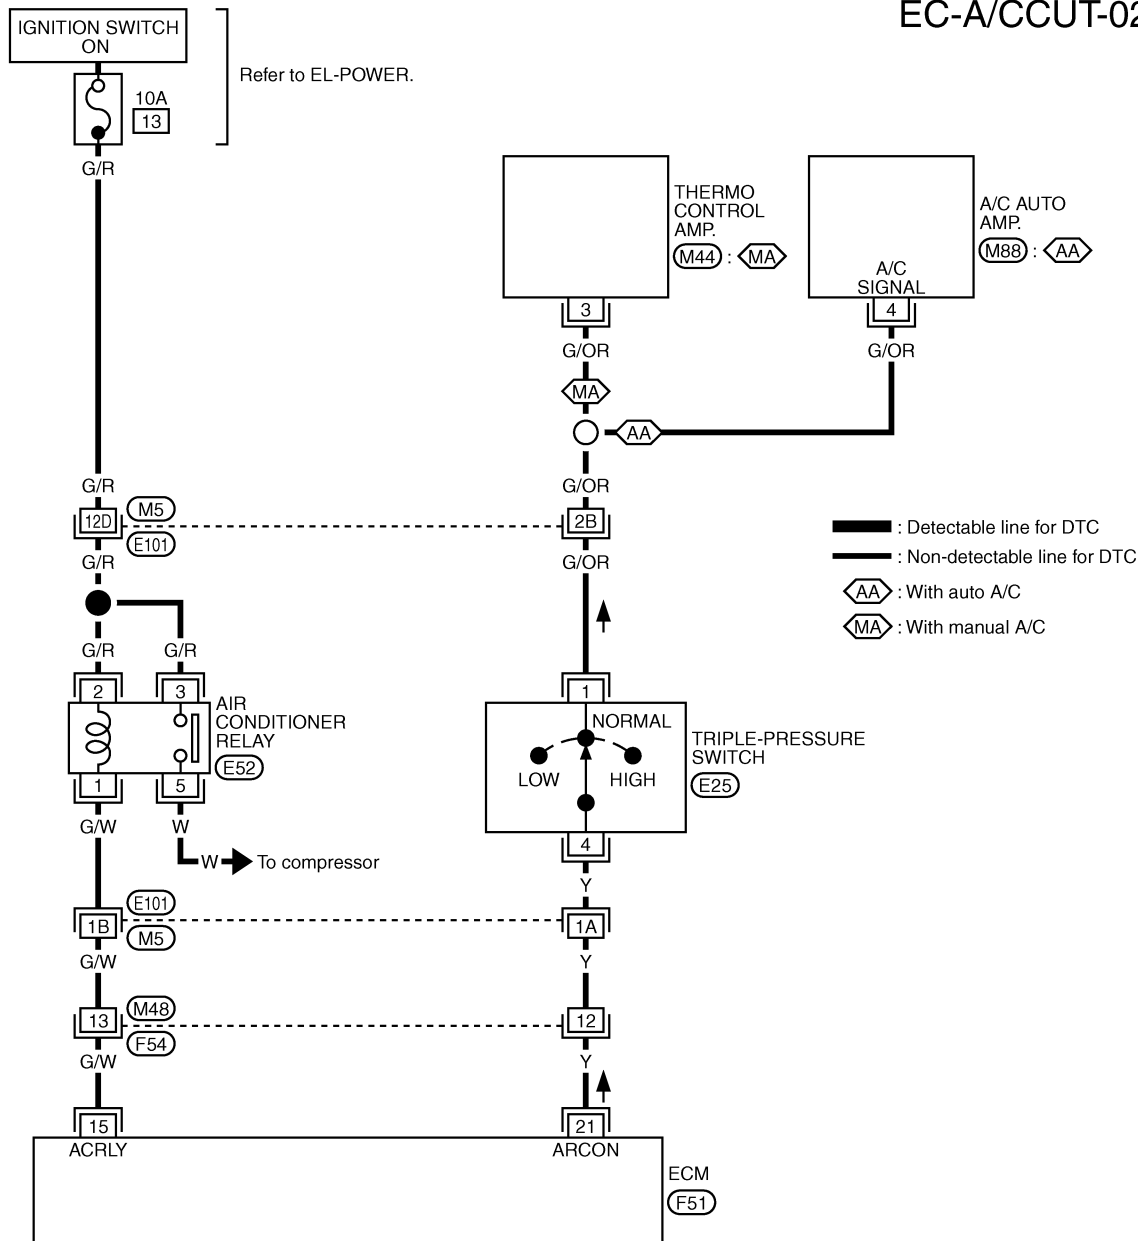 EC-A/CCUT-02
IGNITION SWITCH
ON
Refer to EL-POWER.
10A
13
G/R
THERMO
CONTROL
AMP.
M44 : MA
A/C AUTO
AMP.
M88 : AA
A/C
SIGNAL
3
4
G/OR
G/OR
MA
AA
G/R
G/OR
12D
M5
2B
E101
G/R
G/OR
: Detectable line for DTC
: Non-detectable line for DTC
AA : With auto A/C
MA : With manual A/C
G/R
G/R
2
3
1
AIR
CONDITIONER
RELAY
E52
NORMAL
LOW
HIGH
TRIPLE-PRESSURE
SWITCH
E25
1
5
4
G/W
W
W
To compressor
Y
E101
1B
1A
M5
G/W
Y
M48
13
12
F54
G/W
Y
15
21
ACRLY
ARCON
ECM
F51